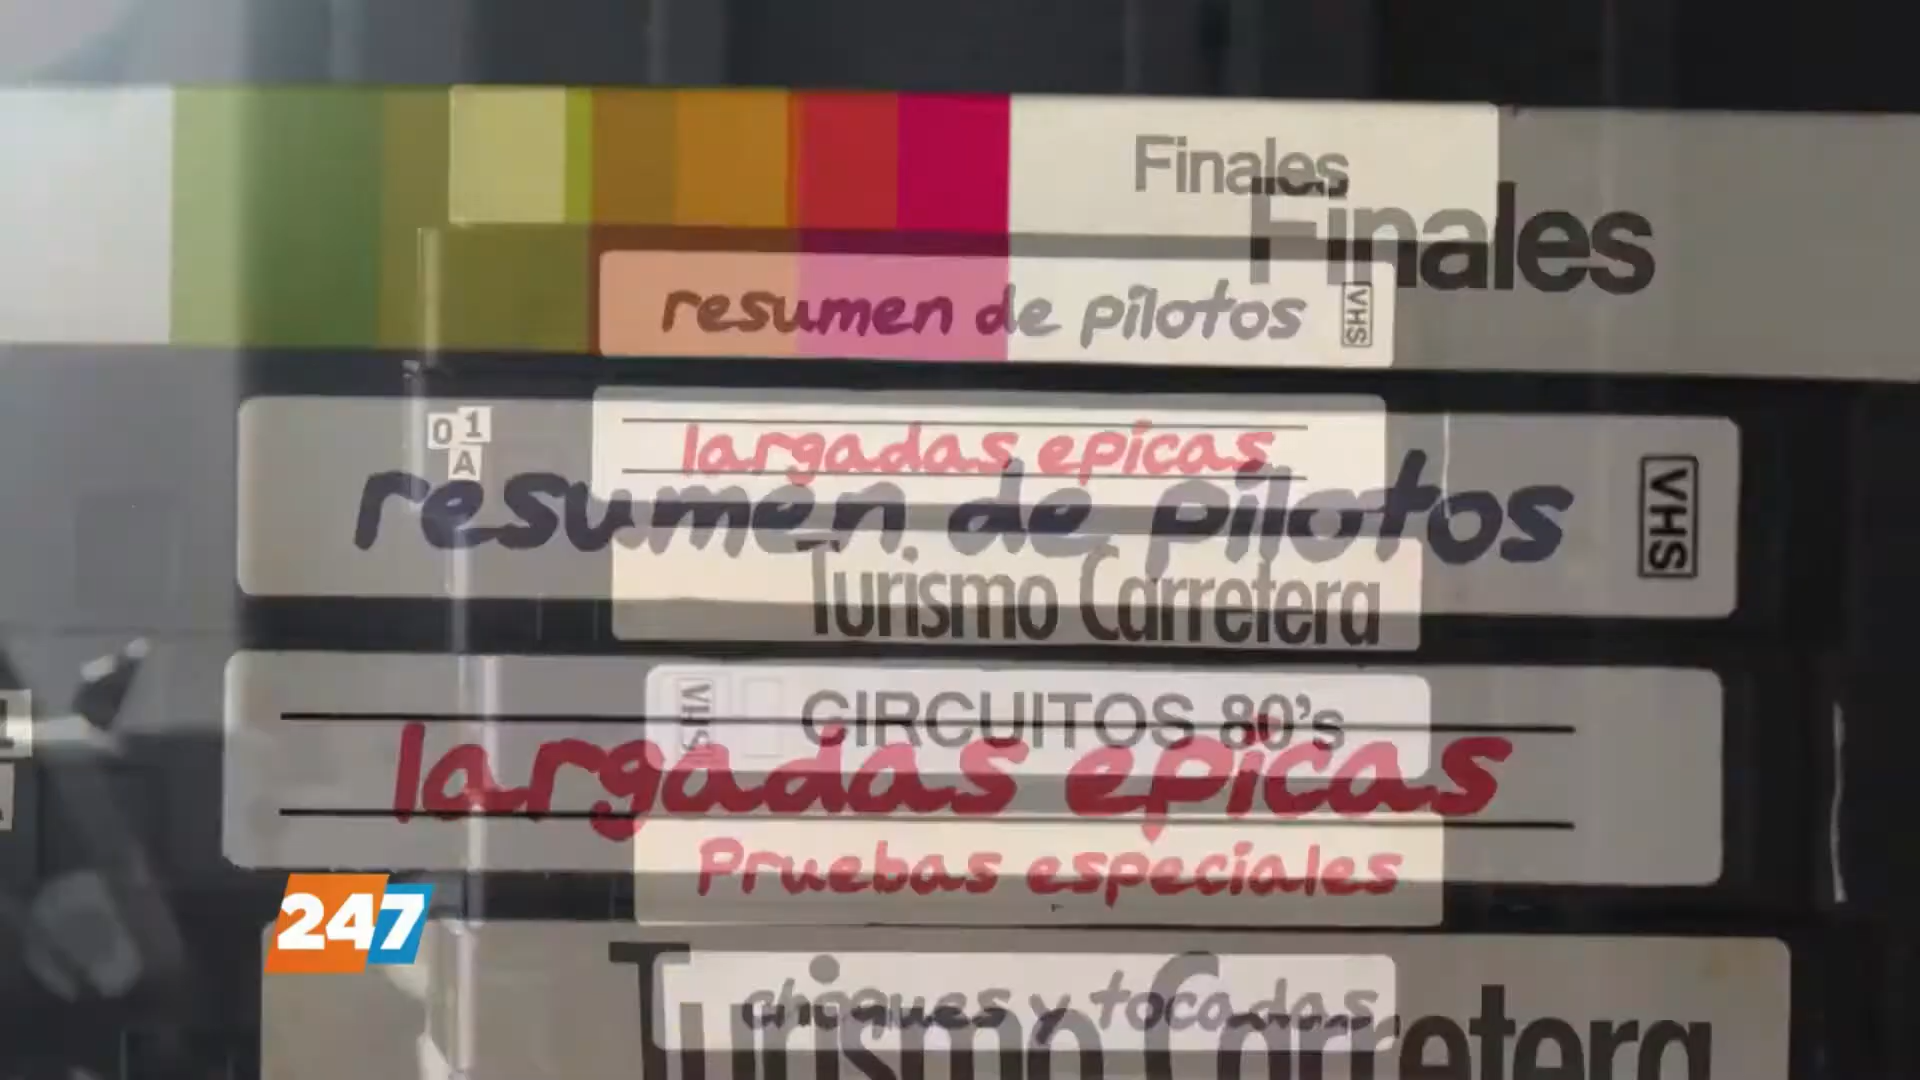 Finales
Finales
resumen de pilotos VHS
01
A
largadas epicas
resumen de pilotos VHS
Turismo Carretera
VHS CIRCUITOS 80's
largadas epicas
Pruebas especiales
247
choques y tocadas
Turismo Carretera